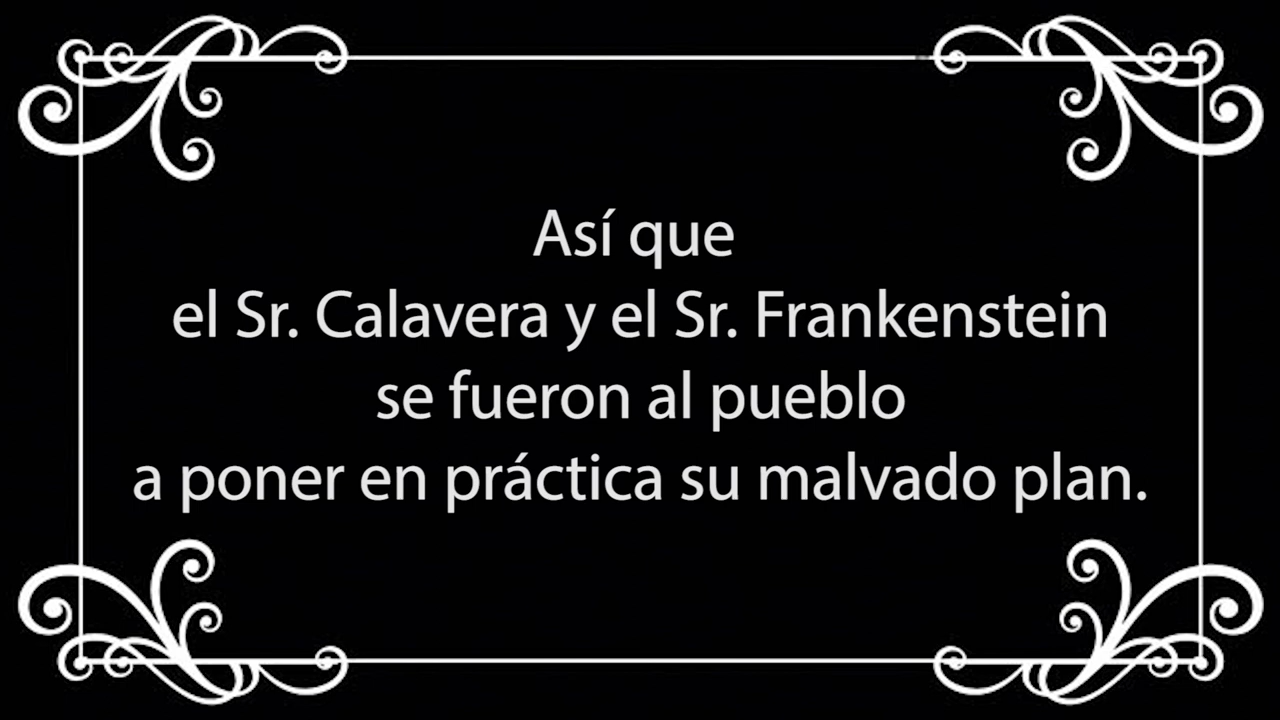 Así que
el Sr. Calavera y el Sr. Frankenstein
se fueron al pueblo
a poner en práctica su malvado plan.